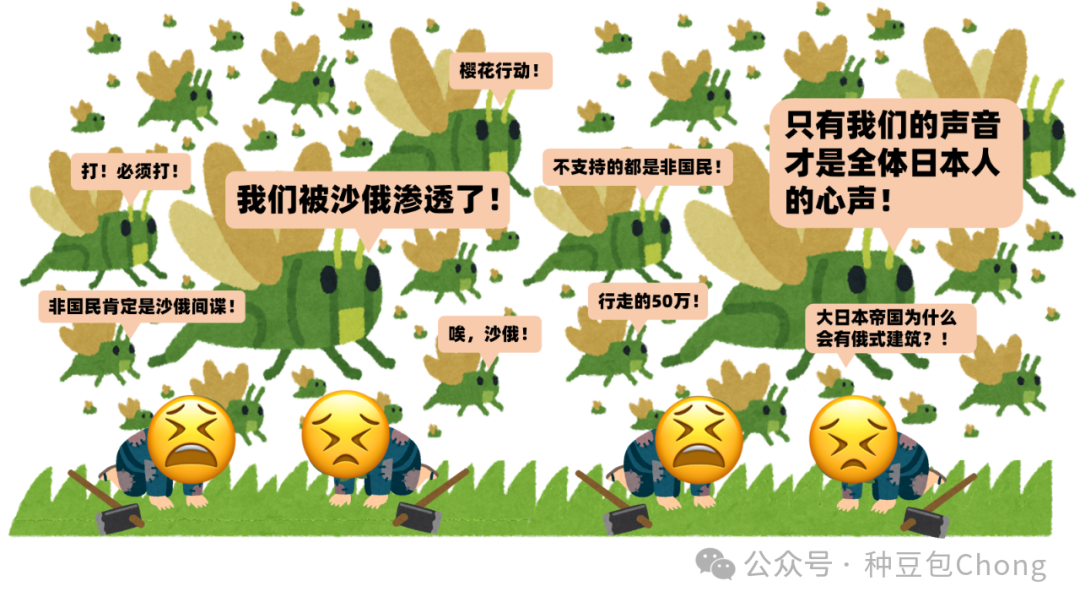 樱花行动！
打！必须打！
我们被沙俄渗透了！
非国民肯定是沙俄间谍！
唉，沙俄！
不支持的都是非国民！
只有我们的声音
才是全体日本人
的心声！
行走的50万！
大日本帝国为什么
会有俄式建筑？！
公众号 · 种豆包Chong